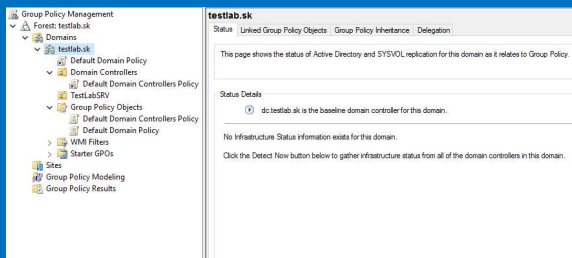 Group Policy Management
Forest: testlab.sk
Domains
testlab.sk
Default Domain Policy
Domain Controllers
Default Domain Controllers Policy
TestLabSRV
Group Policy Objects
Default Domain Controllers Policy
Default Domain Policy
WMI Filters
Starter GPOs
Sites
Group Policy Modeling
Group Policy Results
testlab.sk
Status Linked Group Policy Objects Group Policy Inheritance Delegation
This page shows the status of Active Directory and SYSVOL replication for this domain as it relates to Group Policy.
Status Details
dc.testlab.sk is the baseline domain controller for this domain.
No Infrastructure Status information exists for this domain.
Click the Detect Now button below to gather infrastructure status from all of the domain controllers in this domain.